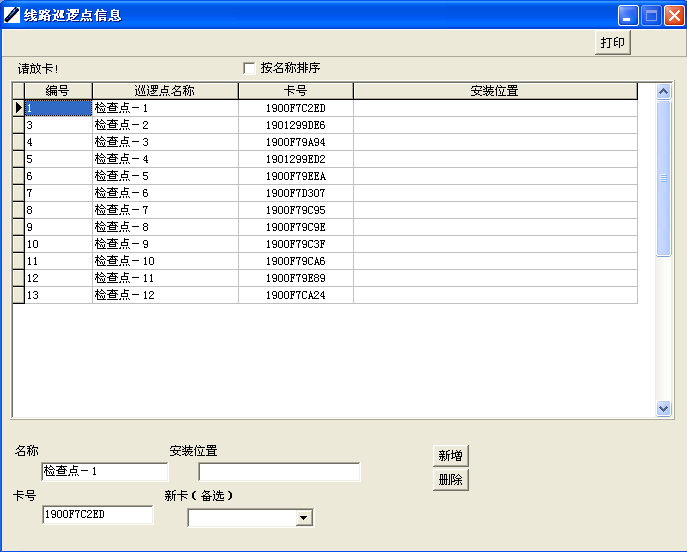 线路巡逻点信息
打印
请放卡!
按名称排序
编号 巡逻点名称 卡号 安装位置
1 检查点－1 1900F7C2ED
3 检查点－2 1901299DE6
4 检查点－3 1900F79A94
5 检查点－4 1901299ED2
6 检查点－5 1900F79EEA
7 检查点－6 1900F7D307
8 检查点－7 1900F79C95
9 检查点－8 1900F79C9E
10 检查点－9 1900F79C3F
11 检查点－10 1900F79CA6
12 检查点－11 1900F79E89
13 检查点－12 1900F7CA24
名称 安装位置 新增
检查点－1
删除
卡号 新卡(备选)
1900F7C2ED